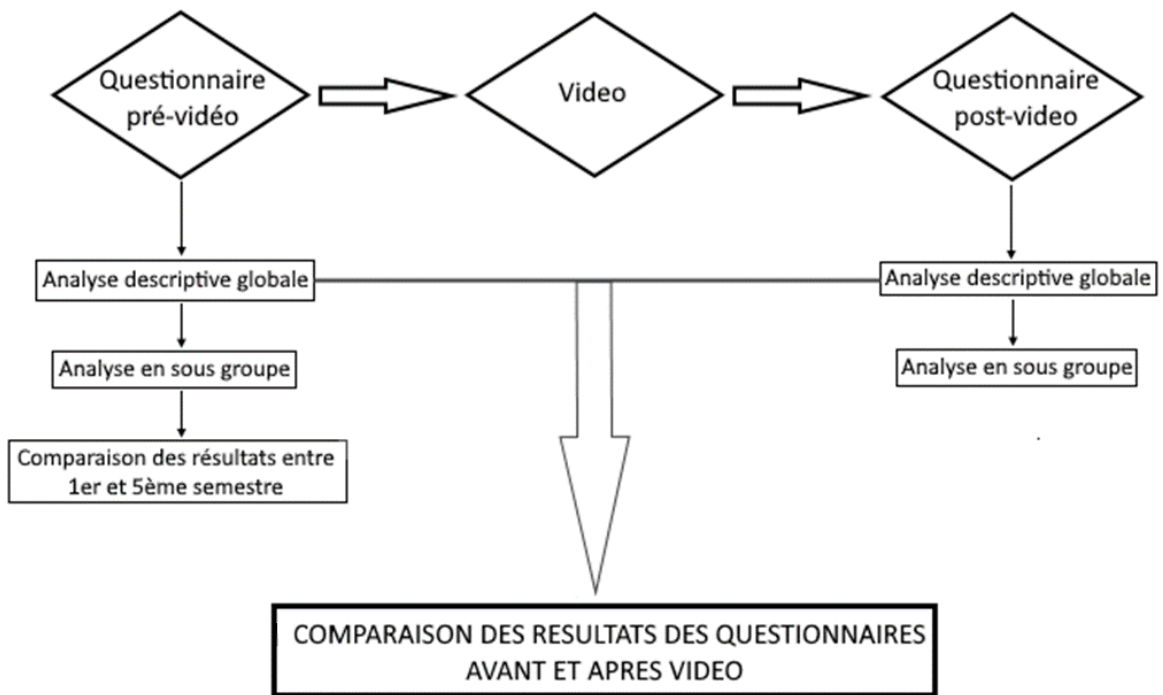 Questionnaire
pré-vidéo
Video
Questionnaire
post-video
Analyse descriptive globale
Analyse descriptive globale
Analyse en sous groupe
Analyse en sous groupe
Comparaison des résultats entre
1er et 5ème semestre
COMPARAISON DES RESULTATS DES QUESTIONNAIRES
AVANT ET APRES VIDEO